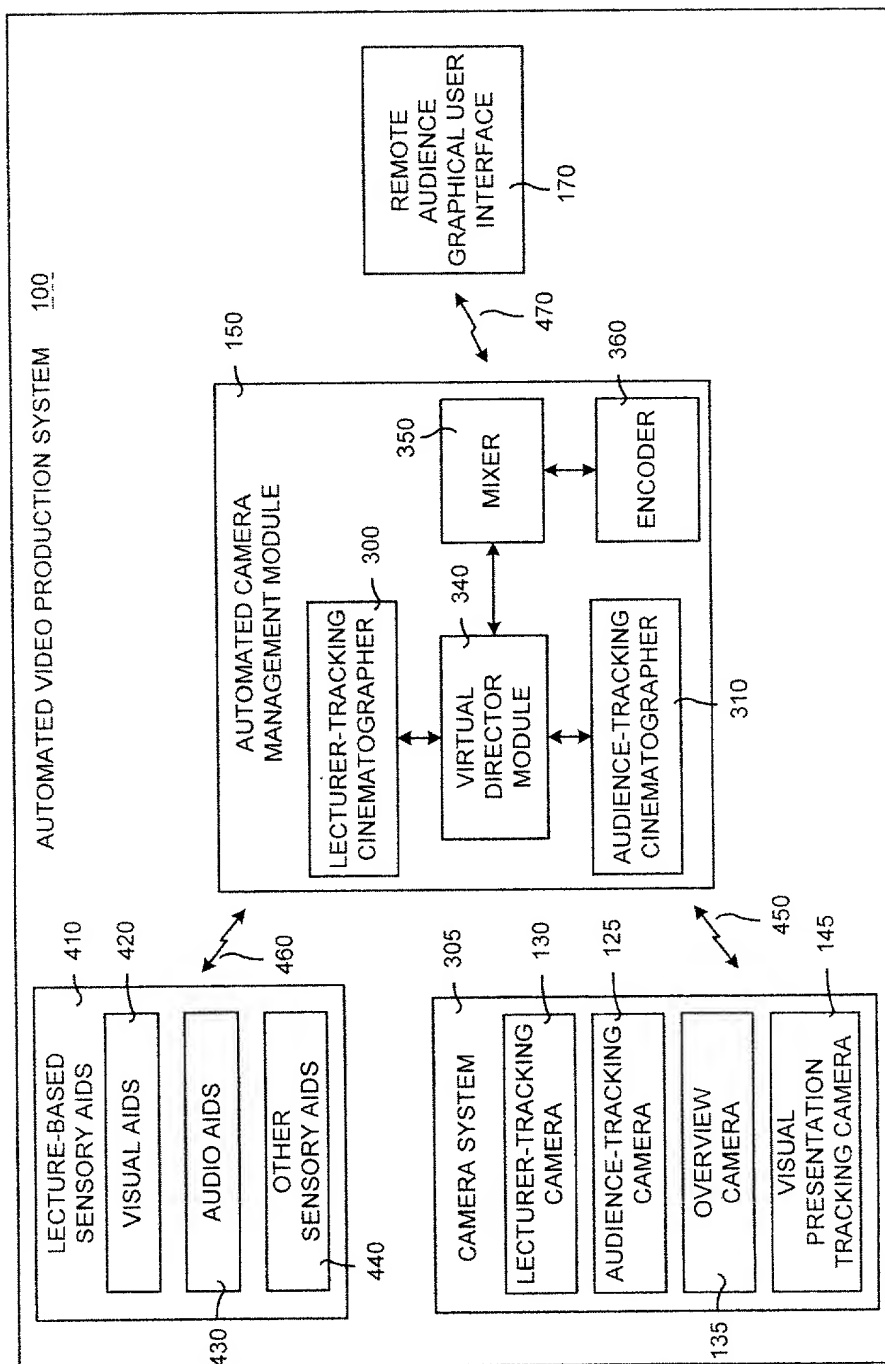 AUTOMATED VIDEO PRODUCTION SYSTEM 100
LECTURE-BASED
SENSORY AIDS
410
VISUAL AIDS
420
AUDIO AIDS
430
OTHER
SENSORY AIDS
440
460
CAMERA SYSTEM
305
LECTURER-TRACKING
CAMERA
130
AUDIENCE-TRACKING
CAMERA
125
OVERVIEW
CAMERA
135
VISUAL
PRESENTATION
TRACKING CAMERA
145
450
AUTOMATED CAMERA
MANAGEMENT MODULE
150
LECTURER-TRACKING
CINEMATOGRAPHER
300
VIRTUAL
DIRECTOR
MODULE
340
AUDIENCE-TRACKING
CINEMATOGRAPHER
310
MIXER
350
ENCODER
360
470
REMOTE
AUDIENCE
GRAPHICAL USER
INTERFACE
170